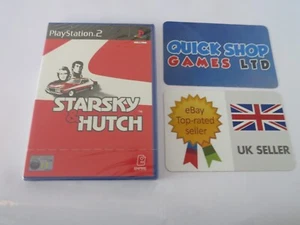 PlayStation 2
STARSKY
& HUTCH
QUICK SHOP
GAMES LTD
eBay
Top-rated
seller
UK SELLER